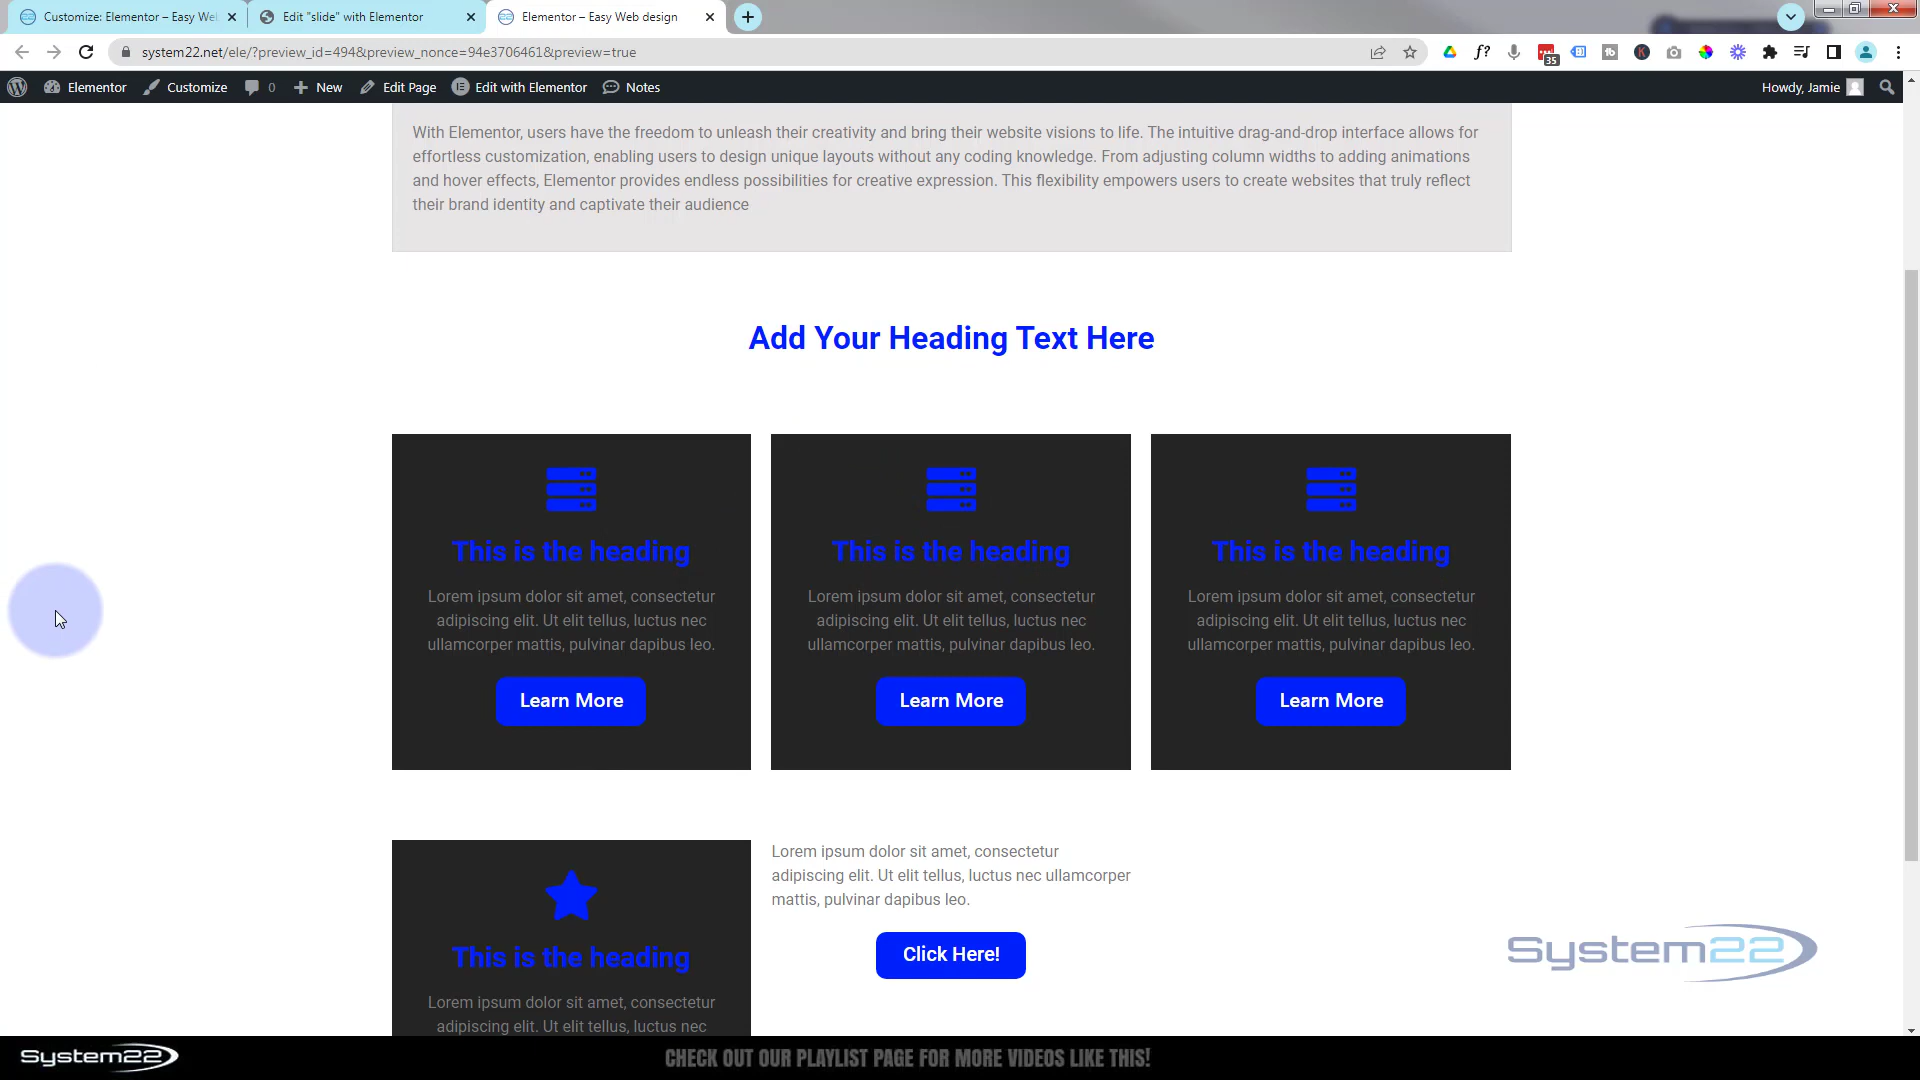 Customize: Elementor – Easy We
Edit "slide" with Elementor
Elementor – Easy Web design
system22.net/ele/?preview_id=494&preview_nonce=94e3706461&preview=true
f?
35
Elementor
Customize
0
New
Edit Page
Edit with Elementor
Notes
Howdy, Jamie
With Elementor, users have the freedom to unleash their creativity and bring their website visions to life. The intuitive drag-and-drop interface allows for
effortless customization, enabling users to design unique layouts without any coding knowledge. From adjusting column widths to adding animations
and hover effects, Elementor provides endless possibilities for creative expression. This flexibility empowers users to create websites that truly reflect
their brand identity and captivate their audience
Add Your Heading Text Here
This is the heading
Lorem ipsum dolor sit amet, consectetur
adipiscing elit. Ut elit tellus, luctus nec
ullamcorper mattis, pulvinar dapibus leo.
Learn More
This is the heading
Lorem ipsum dolor sit amet, consectetur
adipiscing elit. Ut elit tellus, luctus nec
ullamcorper mattis, pulvinar dapibus leo.
Learn More
This is the heading
Lorem ipsum dolor sit amet, consectetur
adipiscing elit. Ut elit tellus, luctus nec
ullamcorper mattis, pulvinar dapibus leo.
Learn More
This is the heading
Lorem ipsum dolor sit amet, consectetur
adipiscing elit. Ut elit tellus, luctus nec
Lorem ipsum dolor sit amet, consectetur
adipiscing elit. Ut elit tellus, luctus nec ullamcorper
mattis, pulvinar dapibus leo.
Click Here!
System22
System22
CHECK OUT OUR PLAYLIST PAGE FOR MORE VIDEOS LIKE THIS!